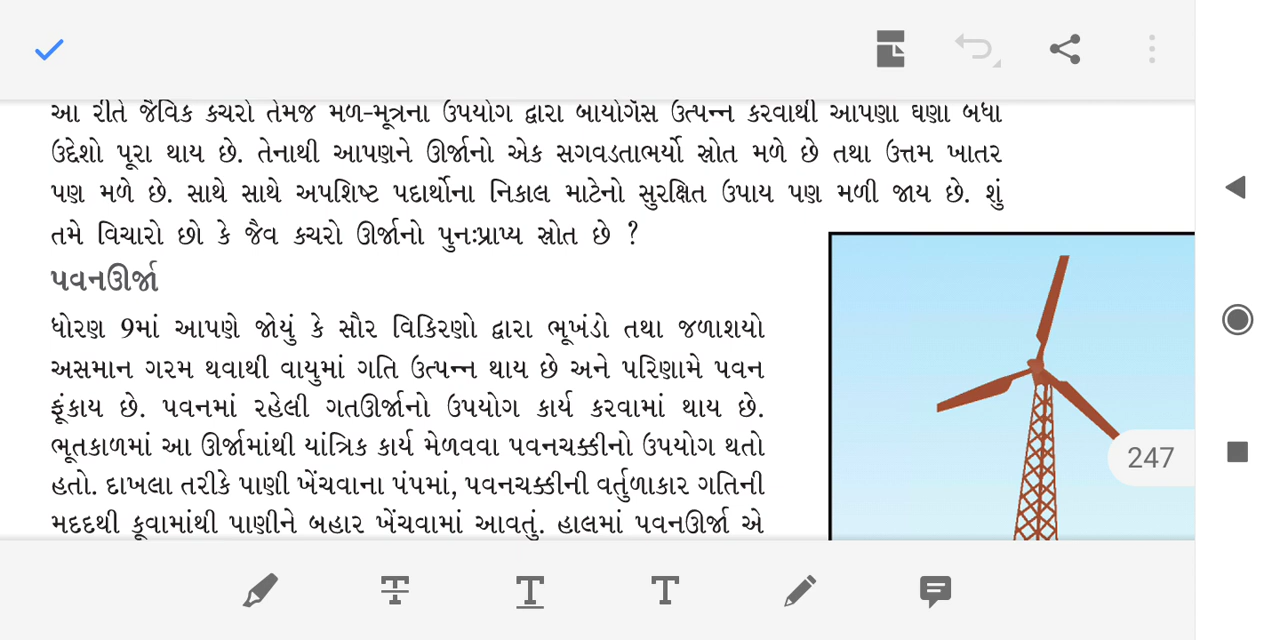 આ રીતે જૈવિક કચરો તેમજ મળ-મૂત્રના ઉપયોગ દ્વારા બાયોગૅસ ઉત્પન્ન કરવાથી આપણા ઘણા બધા
ઉદ્દેશો પૂરા થાય છે. તેનાથી આપણને ઊર્જાનો એક સગવડતાભર્યો સ્રોત મળે છે તથા ઉત્તમ ખાતર
પણ મળે છે. સાથે સાથે અપશિષ્ટ પદાર્થોના નિકાલ માટેનો સુરક્ષિત ઉપાય પણ મળી જાય છે. શું
તમે વિચારો છો કે જૈવ કચરો ઊર્જાનો પુનઃપ્રાપ્ય સ્રોત છે ?
પવનઊર્જા
ધોરણ 9માં આપણે જોયું કે સૌર વિકિરણો દ્વારા ભૂખંડો તથા જળાશયો
અસમાન ગરમ થવાથી વાયુમાં ગતિ ઉત્પન્ન થાય છે અને પરિણામે પવન
ફૂંકાય છે. પવનમાં રહેલી ગતઊર્જાનો ઉપયોગ કાર્ય કરવામાં થાય છે.
ભૂતકાળમાં આ ઊર્જામાંથી યાંત્રિક કાર્ય મેળવવા પવનચક્કીનો ઉપયોગ થતો
હતો. દાખલા તરીકે પાણી ખેંચવાના પંપમાં, પવનચક્કીની વર્તુળાકાર ગતિની
મદદથી કૂવામાંથી પાણીને બહાર ખેંચવામાં આવતું. હાલમાં પવનઊર્જા એ
247